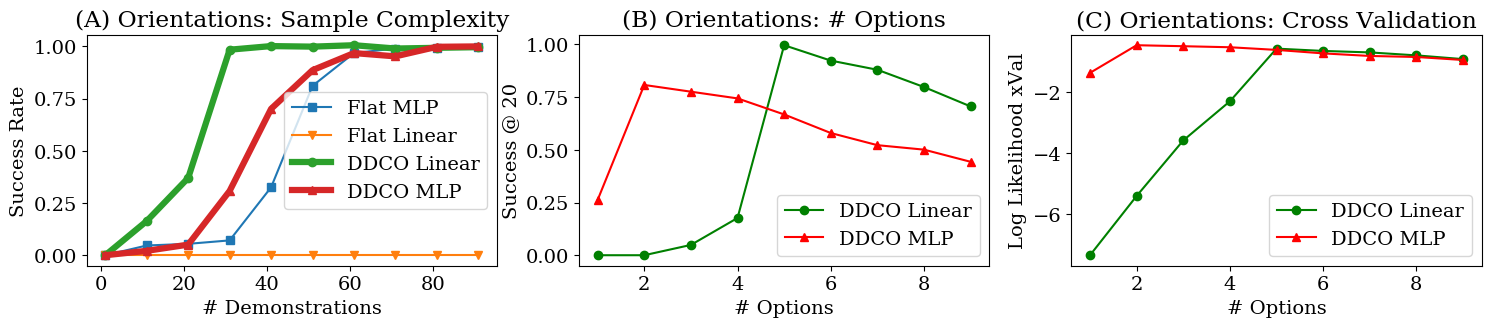 (A) Orientations: Sample Complexity
1.00
0.75
0.50
0.25
0.00
Success Rate
0 20 40 60 80
# Demonstrations
Flat MLP
Flat Linear
DDCO Linear
DDCO MLP
(B) Orientations: # Options
1.00
0.75
0.50
0.25
0.00
Success @ 20
2 4 6 8
# Options
DDCO Linear
DDCO MLP
(C) Orientations: Cross Validation
−2
−4
−6
Log Likelihood xVal
2 4 6 8
# Options
DDCO Linear
DDCO MLP